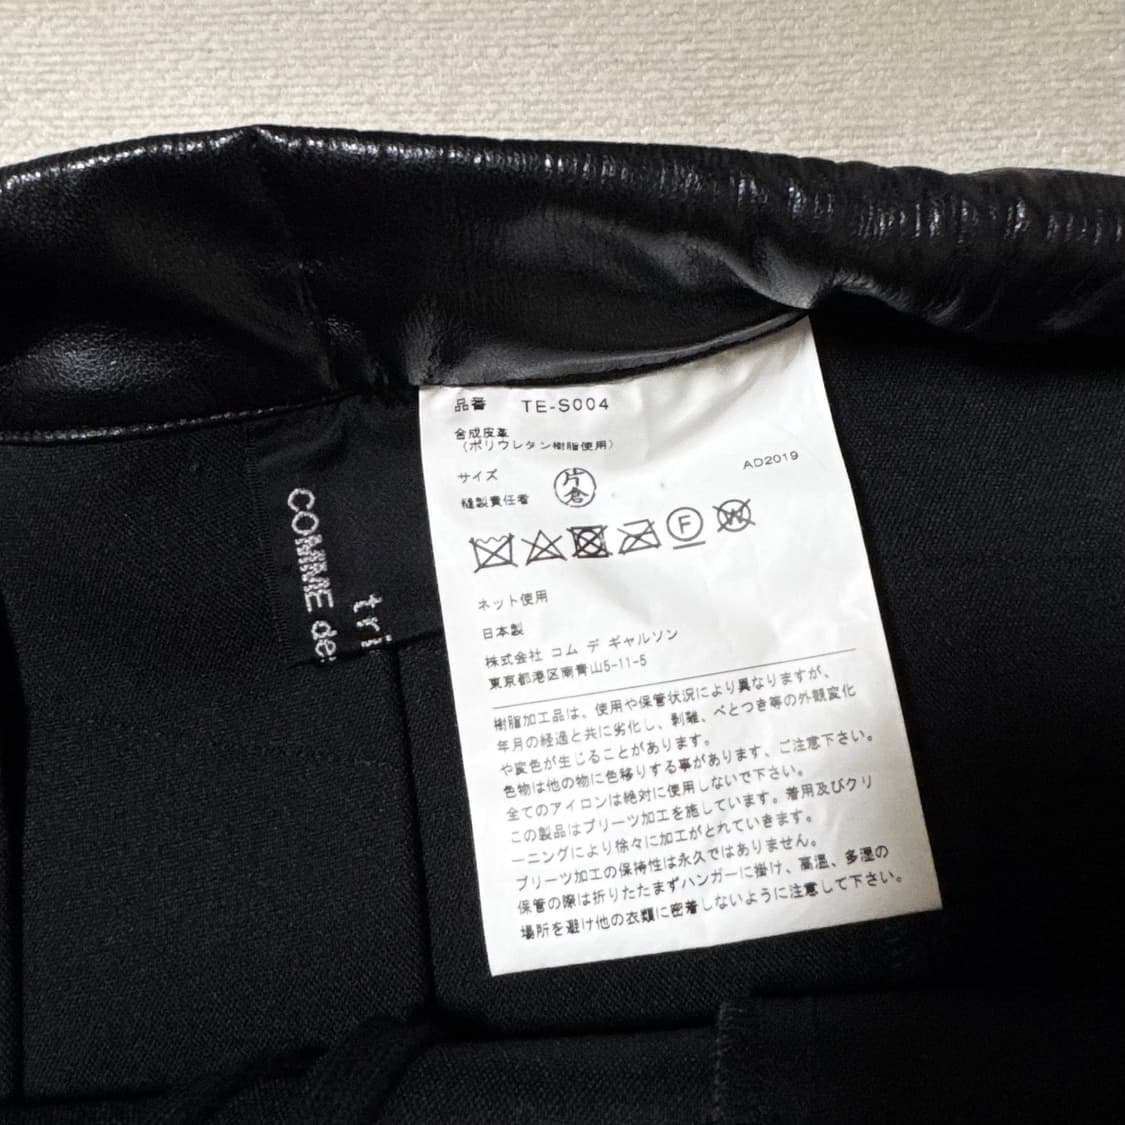 品番 TE-S004
合成皮革
(ポリウレタン樹脂使用)
サイズ
AD2019
縫製責任者 片倉
F
W
ネット使用
日本製
株式会社 コム デ ギャルソン
東京都港区南青山5-11-5
樹脂加工品は、使用や保管状況により異なりますが、
年月の経過と共に劣化し、剥離、べとつき等の外観変化
や変色が生じることがあります。
色物は他の物に色移りする事があります、ご注意下さい。
全てのアイロンは絶対に使用しないで下さい。
この製品はプリーツ加工を施しています。着用及びクリ
ーニングにより徐々に加工がとれていきます。
プリーツ加工の保持性は永久ではありません。
保管の際は折りたたまずハンガーに掛け、高温、多湿の
場所を避け他の衣類に密着しないように注意して下さい。
tri
COMME des